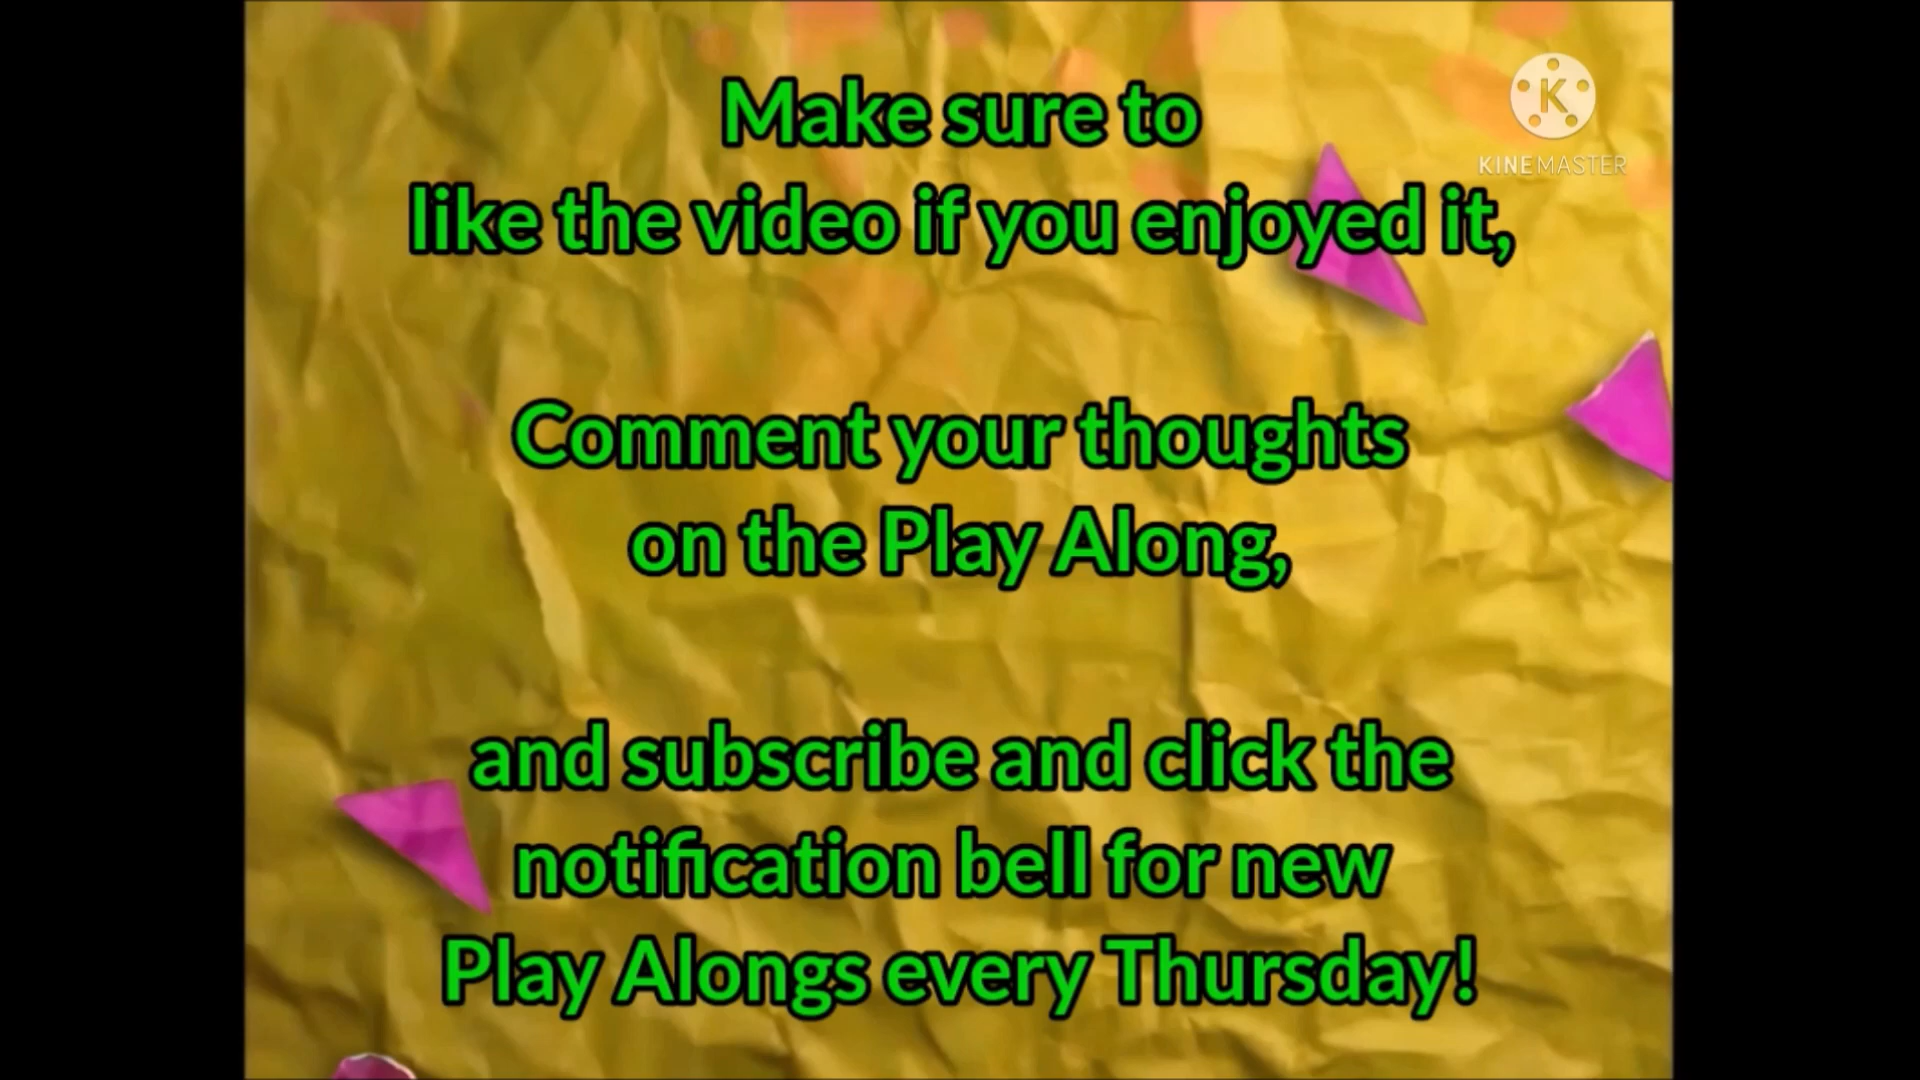 Make sure to
K
KINEMASTER
like the video if you enjoyed it,
Comment your thoughts
on the Play Along,
and subscribe and click the
notification bell for new
Play Alongs every Thursday!